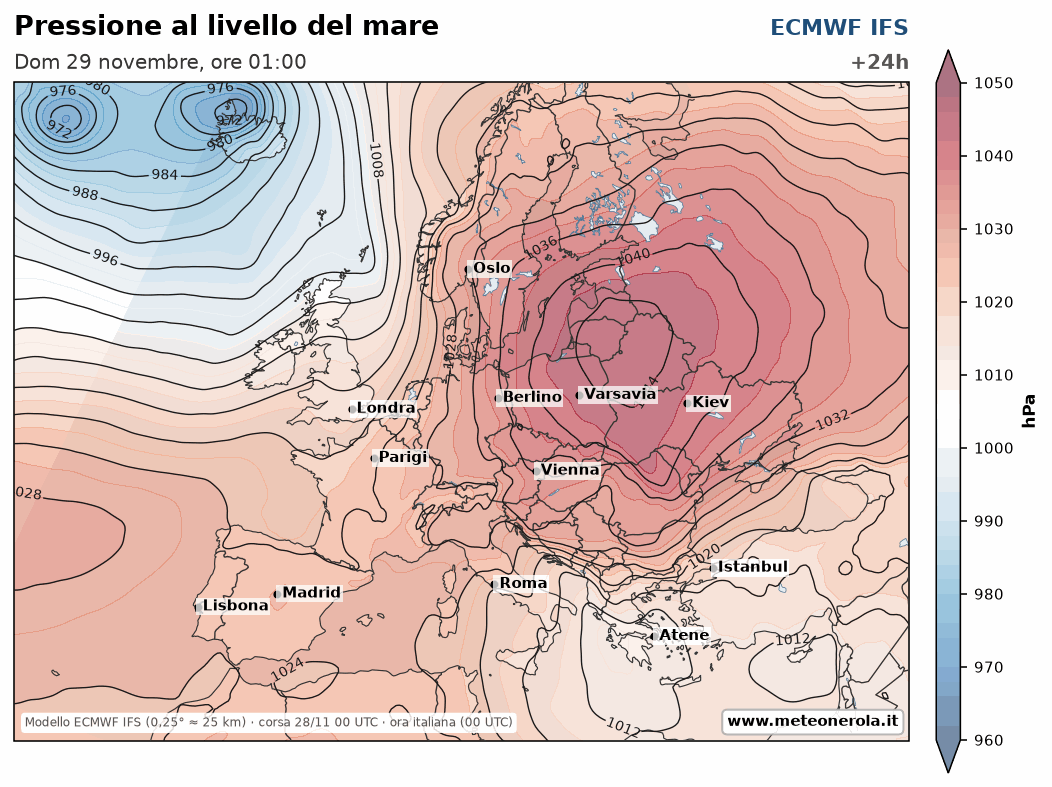 Pressione al livello del mare
ECMWF IFS
Dom 29 novembre, ore 01:00
+24h
976
980
976
972
972
980
984
988
996
1008
1036
1040
1028
1032
028
1020
1024
1012
1012
Oslo
Londra
Berlino
Varsavia
Kiev
Parigi
Vienna
Roma
Istanbul
Madrid
Lisbona
Atene
1050
1040
1030
1020
1010
1000
990
980
970
960
hPa
Modello ECMWF IFS (0,25° ≈ 25 km) · corsa 28/11 00 UTC · ora italiana (00 UTC)
www.meteonerola.it